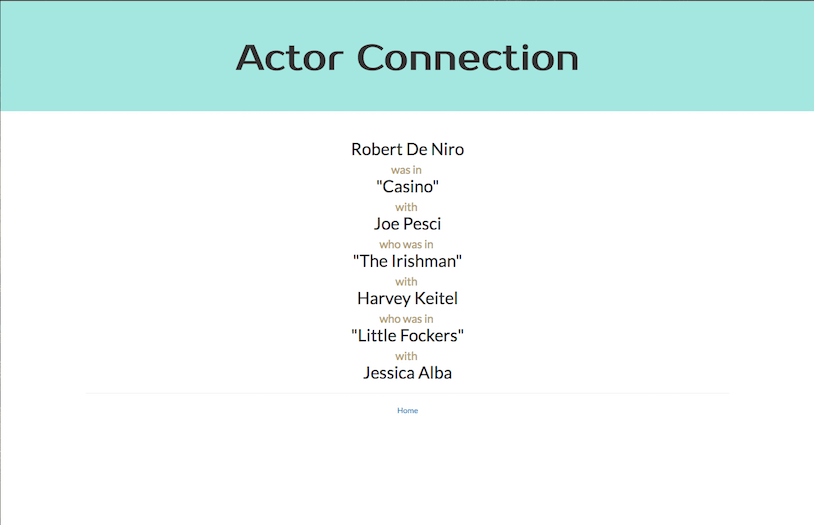 Actor Connection
Robert De Niro
was in
"Casino"
with
Joe Pesci
who was in
"The Irishman"
with
Harvey Keitel
who was in
"Little Fockers"
with
Jessica Alba
Home